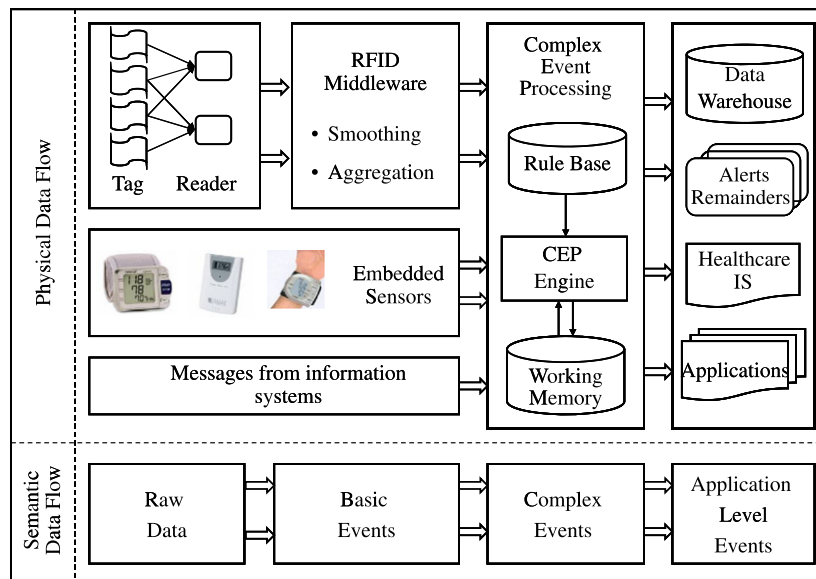 Physical Data Flow
Tag
Reader
RFID
Middleware
• Smoothing
• Aggregation
Complex
Event
Processing
Rule Base
CEP
Engine
Working
Memory
Data
Warehouse
Alerts
Remainders
Healthcare
IS
Applications
Embedded
Sensors
Messages from information
systems
Semantic
Data Flow
Raw
Data
Basic
Events
Complex
Events
Application
Level
Events